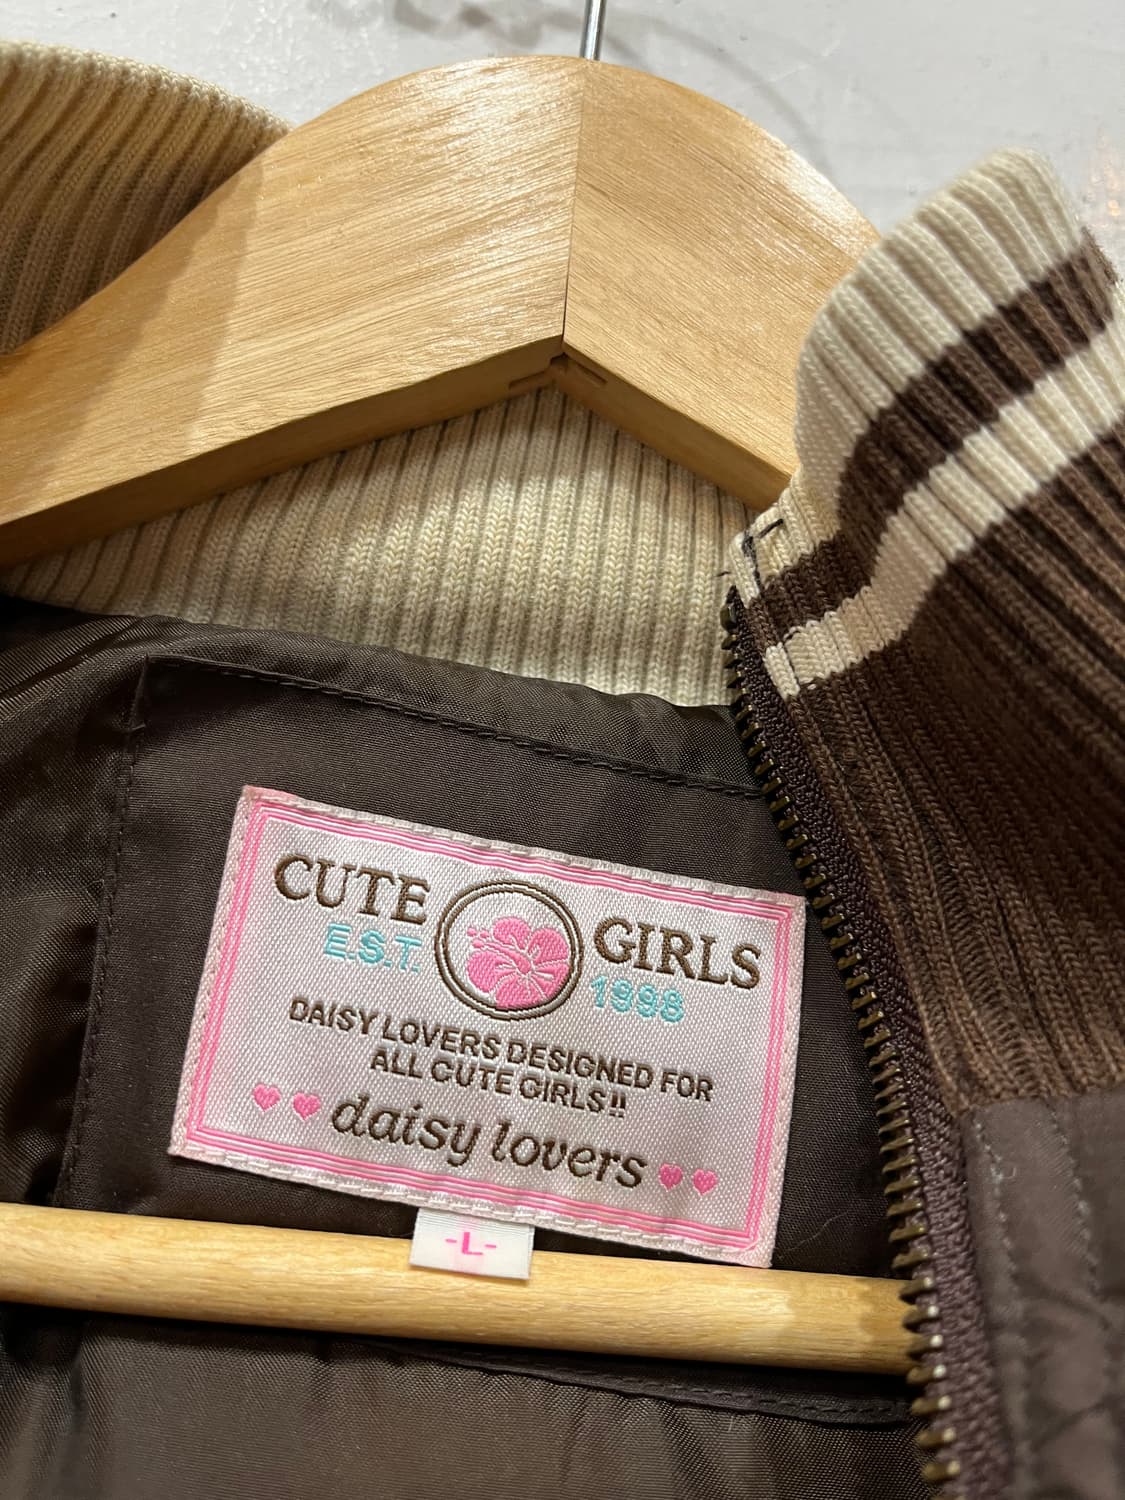 CUTE GIRLS
E.S.T. 1998
DAISY LOVERS DESIGNED FOR
ALL CUTE GIRLS!!
daisy lovers
-L-